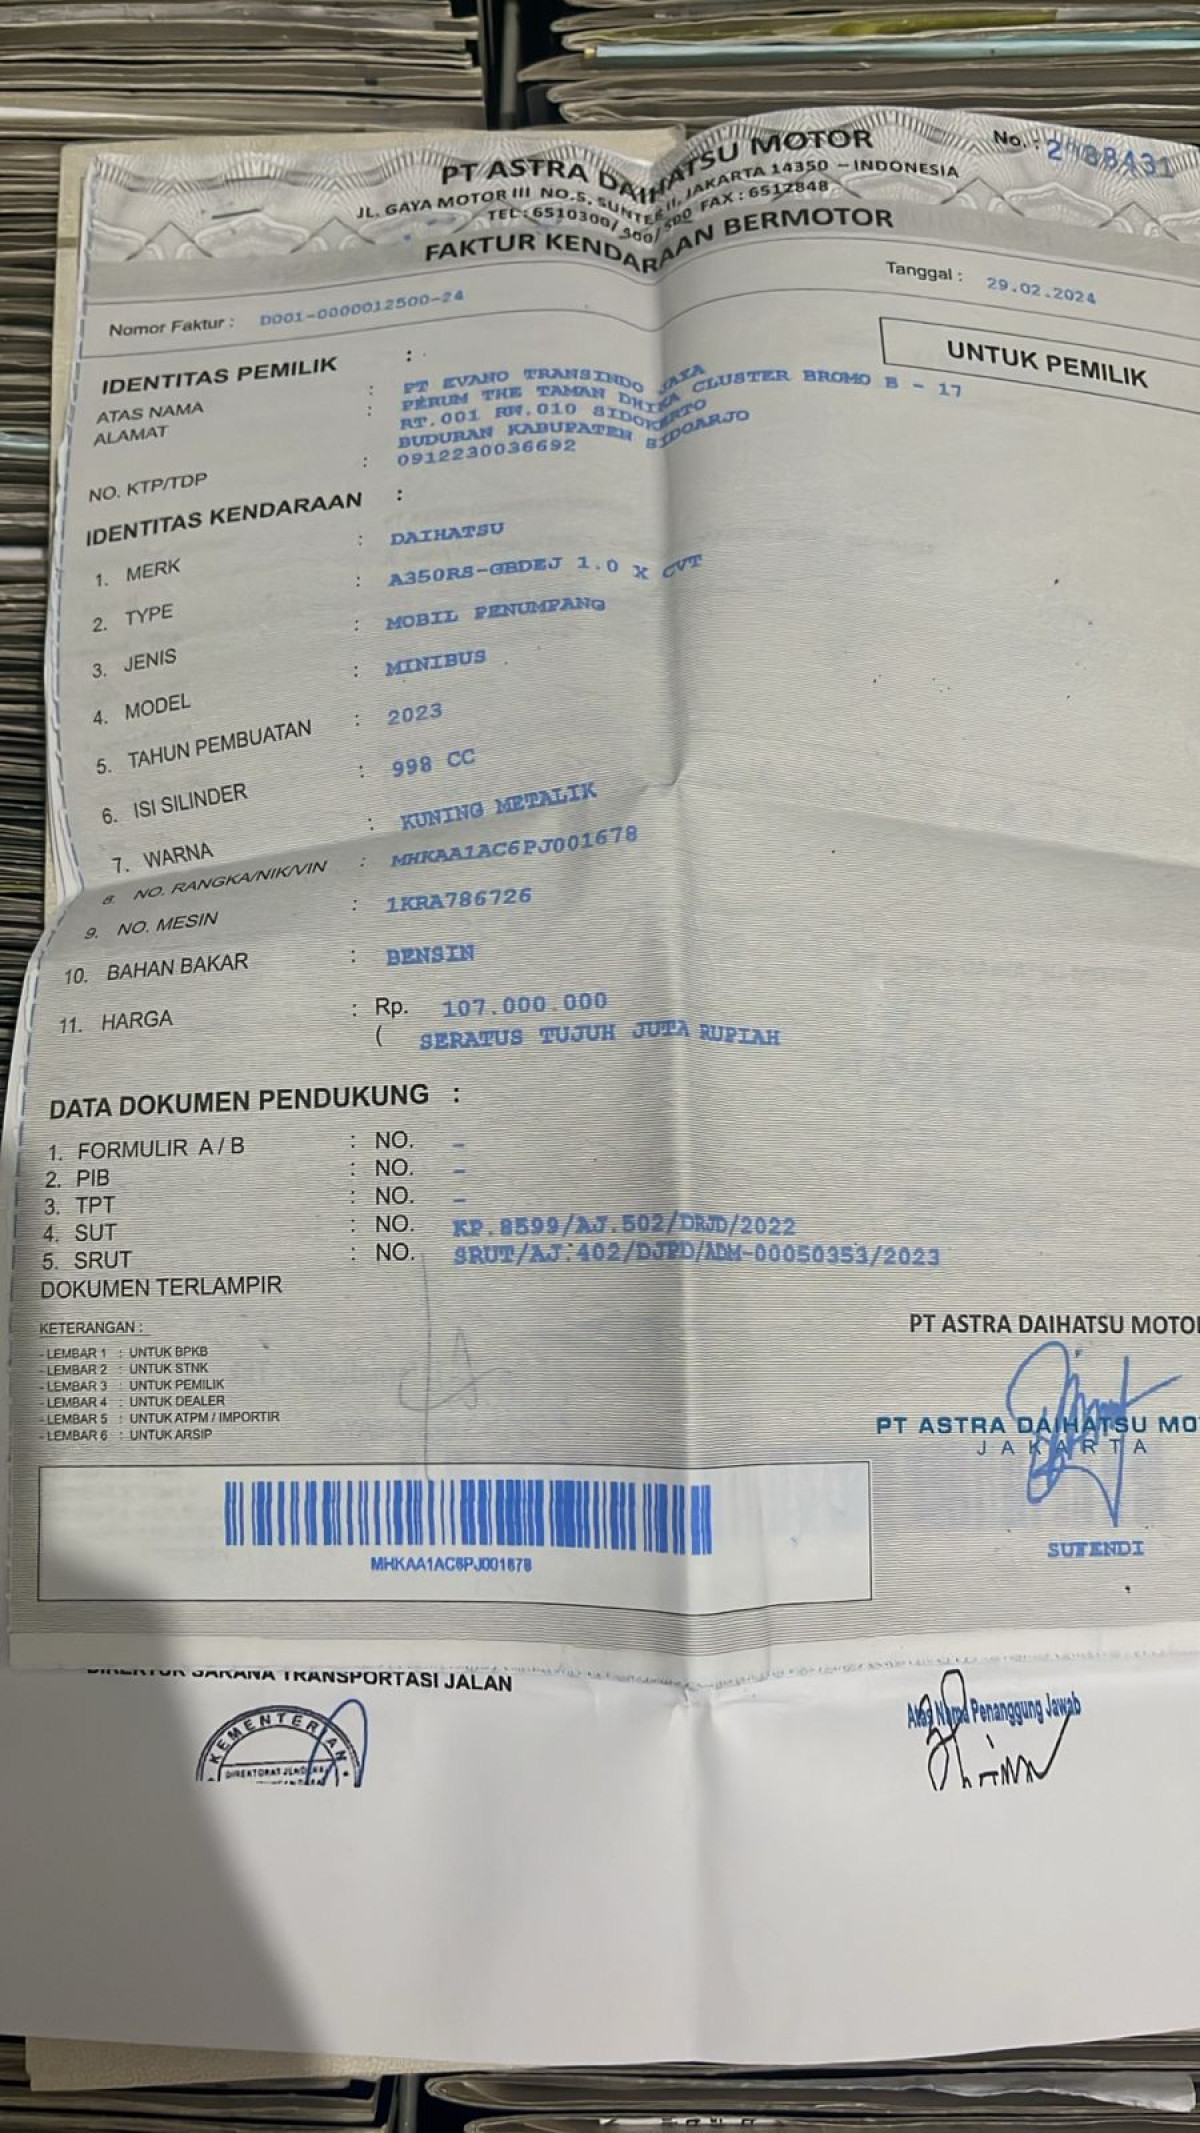 PT ASTRA DAIHATSU MOTOR
JL. GAYA MOTOR III NO.5, SUNTER II, JAKARTA 14350 – INDONESIA
TEL: 6510300/ 300/ 500 FAX : 6512848
No. :
FAKTUR KENDARAAN BERMOTOR
Nomor Faktur : D001-0000012500-24
Tanggal : 29.02.2024
UNTUK PEMILIK
IDENTITAS PEMILIK :
ATAS NAMA : PT EVANO TRANSINDO JAYA
ALAMAT : PERUM THE TAMAN DHIKA CLUSTER BROMO B - 17
RT.001 RW.010 SIDOKERTO
BUDURAN KABUPATEN SIDOARJO
NO. KTP/TDP : 0912230036692
IDENTITAS KENDARAAN :
1. MERK : DAIHATSU
2. TYPE : A350RS-GBDEJ 1.0 X CVT
3. JENIS : MOBIL PENUMPANG
4. MODEL : MINIBUS
5. TAHUN PEMBUATAN : 2023
6. ISI SILINDER : 998 CC
7. WARNA : KUNING METALIK
8. NO. RANGKA/NIK/VIN : MHKAA1AC6PJ001678
9. NO. MESIN : 1KRA786726
10. BAHAN BAKAR : BENSIN
11. HARGA : Rp. 107.000.000
( SERATUS TUJUH JUTA RUPIAH
DATA DOKUMEN PENDUKUNG :
1. FORMULIR A / B : NO. –
2. PIB : NO. –
3. TPT : NO. –
4. SUT : NO. KP.8599/AJ.502/DRJD/2022
5. SRUT : NO. SRUT/AJ.402/DJPD/ADM-00050353/2023
DOKUMEN TERLAMPIR
KETERANGAN :
- LEMBAR 1 : UNTUK BPKB
- LEMBAR 2 : UNTUK STNK
- LEMBAR 3 : UNTUK PEMILIK
- LEMBAR 4 : UNTUK DEALER
- LEMBAR 5 : UNTUK ATPM / IMPORTIR
- LEMBAR 6 : UNTUK ARSIP
PT ASTRA DAIHATSU MOTO
PT ASTRA DAIHATSU MO
JAKARTA
SUTENDI
MHKAA1AC6PJ001678
DIREKTUR SARANA TRANSPORTASI JALAN
KEMENTERIAN
Atas Nama Penanggung Jawab